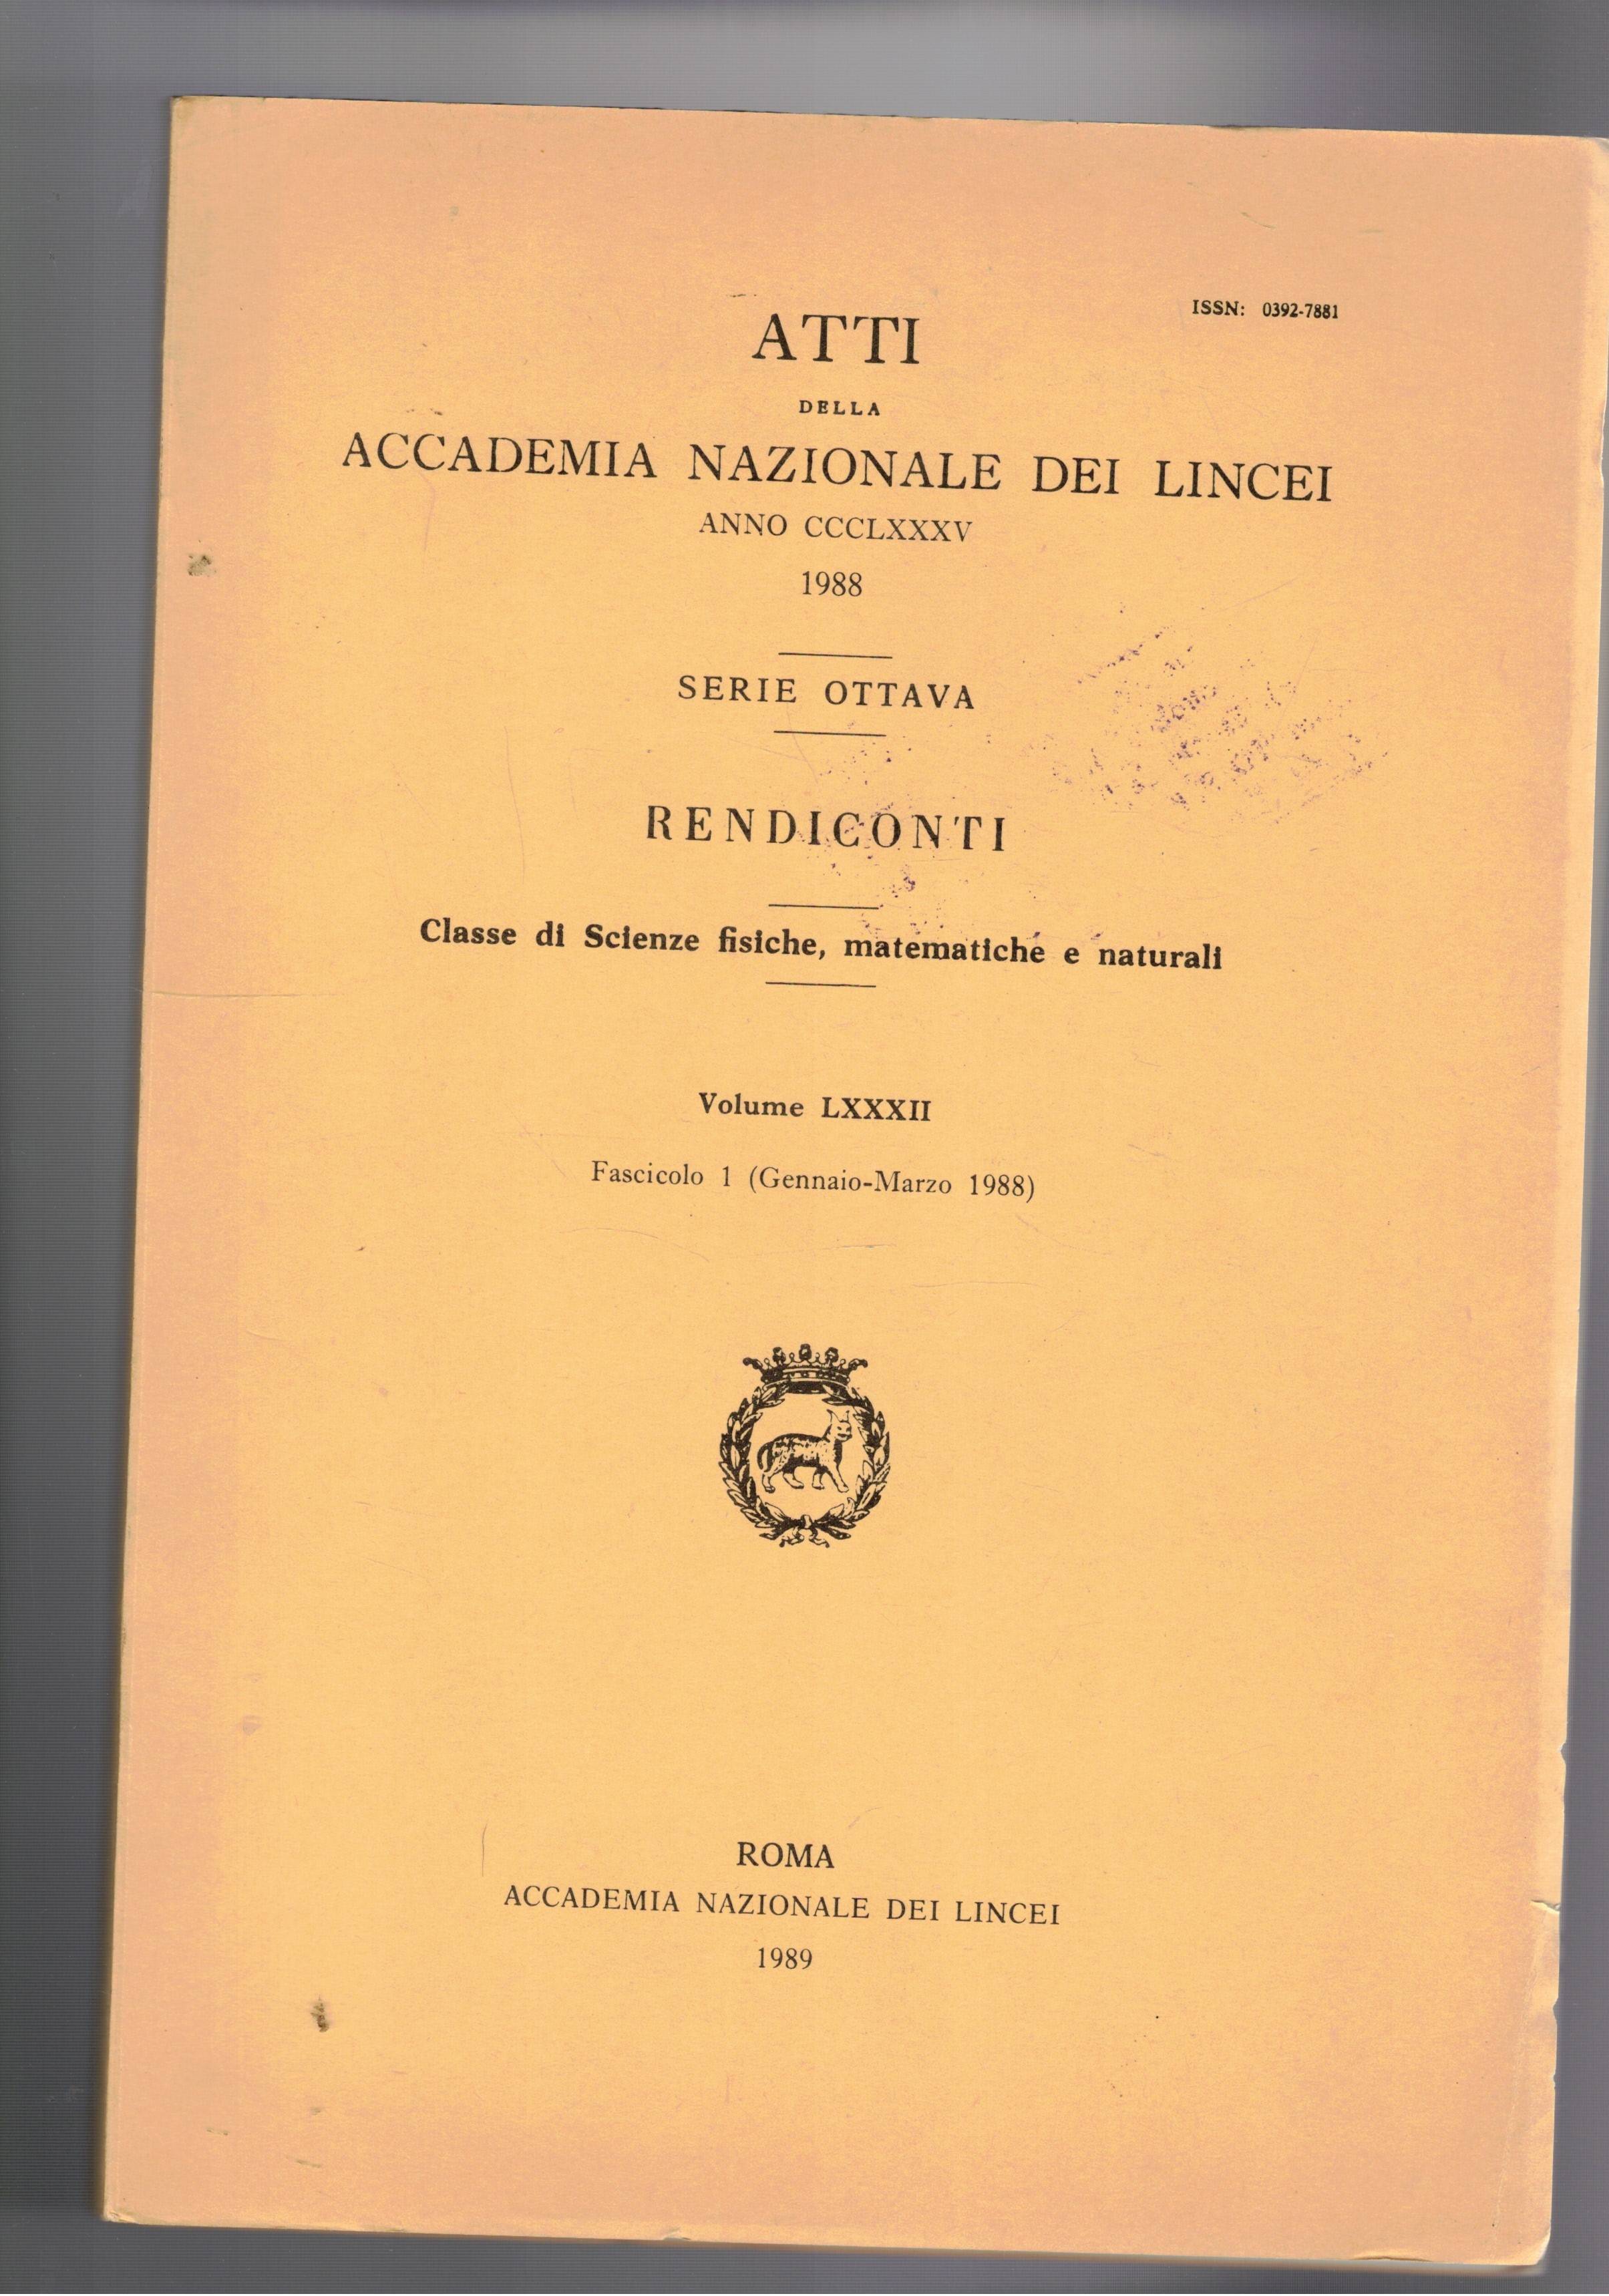 ISSN: 0392-7881
ATTI
DELLA
ACCADEMIA NAZIONALE DEI LINCEI
ANNO CCCLXXXV
1988
SERIE OTTAVA
RENDICONTI
Classe di Scienze fisiche, matematiche e naturali
Volume LXXXII
Fascicolo 1 (Gennaio-Marzo 1988)
ROMA
ACCADEMIA NAZIONALE DEI LINCEI
1989